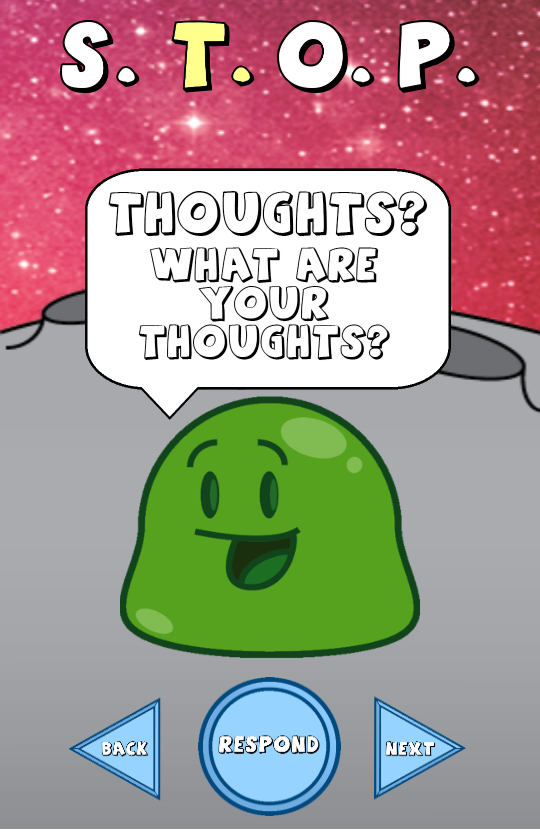 S. T. O. P.
THOUGHTS?
WHAT ARE
YOUR
THOUGHTS?
BACK
RESPOND
NEXT